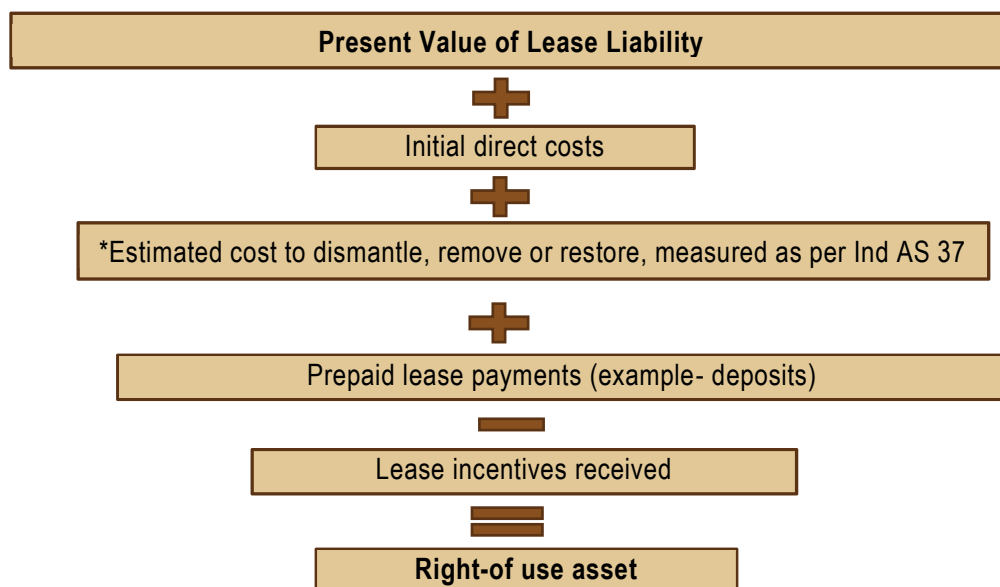 Present Value of Lease Liability
Initial direct costs
*Estimated cost to dismantle, remove or restore, measured as per Ind AS 37
Prepaid lease payments (example- deposits)
Lease incentives received
Right-of use asset